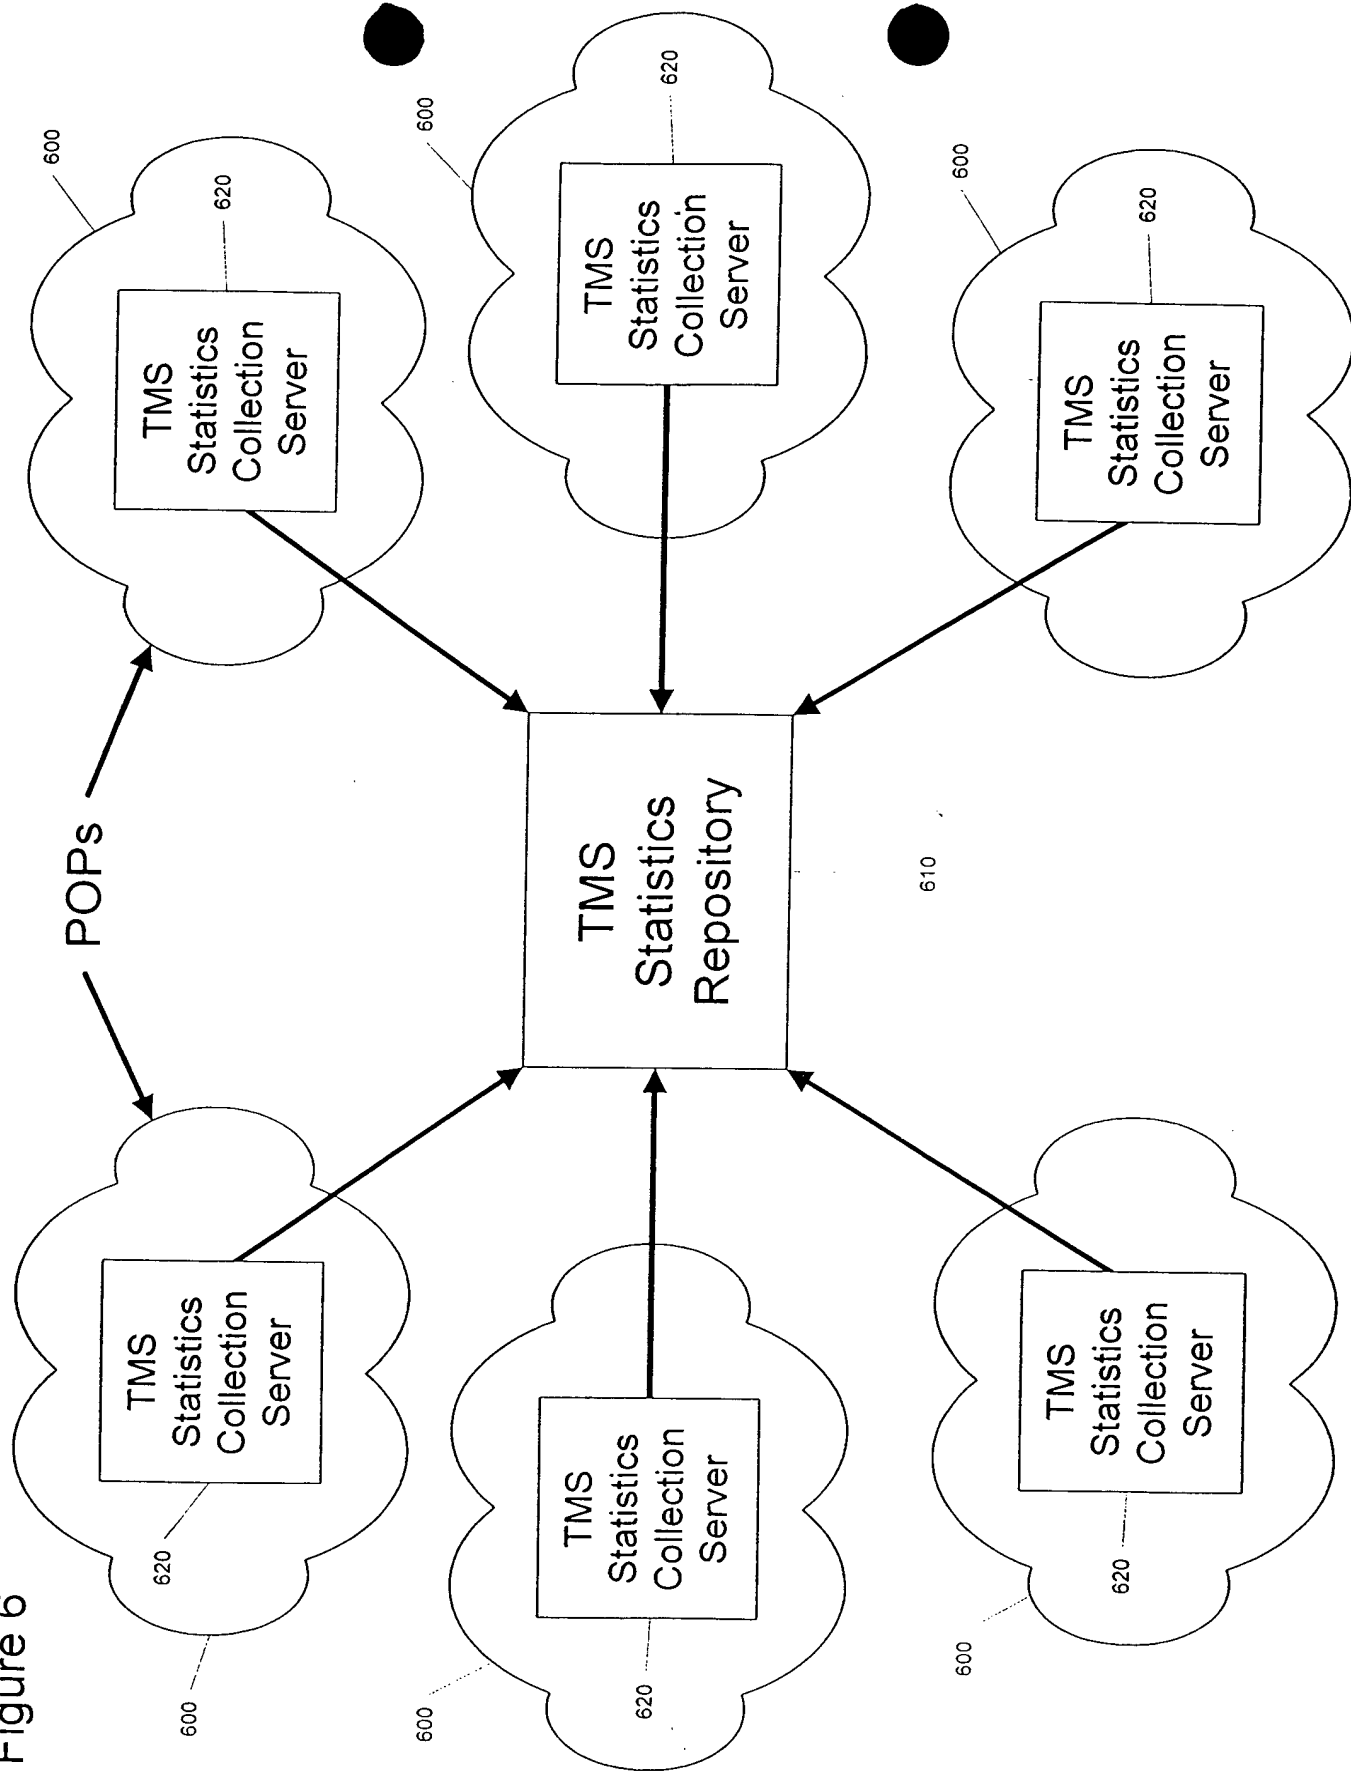 Figure 6
POPs
600
620
TMS
Statistics
Collection
Server
600
620
TMS
Statistics
Collection
Server
600
620
TMS
Statistics
Collection
Server
TMS
Statistics
Repository
610
600
620
TMS
Statistics
Collection
Server
600
620
TMS
Statistics
Collection
Server
600
620
TMS
Statistics
Collection
Server